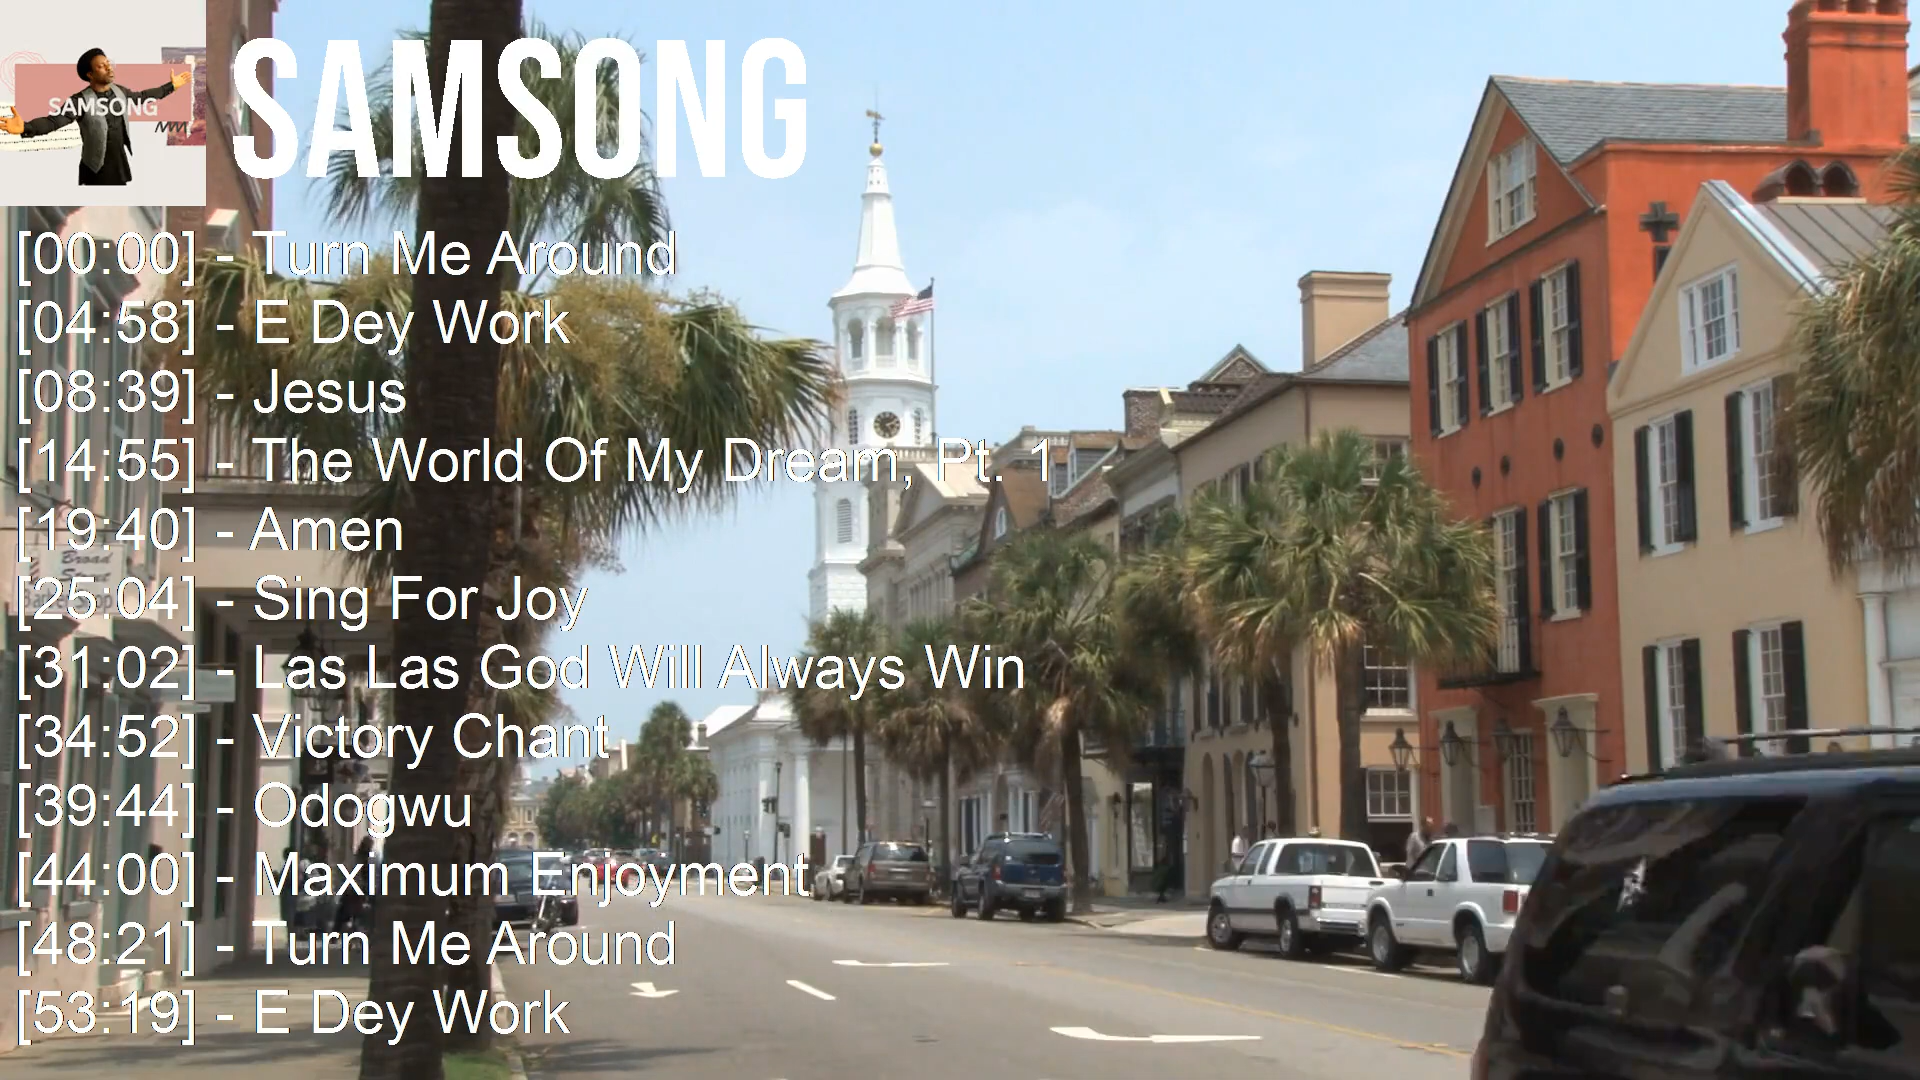 SAMSONG
SAMSONG
[00:00] - Turn Me Around
[04:58] - E Dey Work
[08:39] - Jesus
[14:55] - The World Of My Dream, Pt. 1
[19:40] - Amen
[25:04] - Sing For Joy
[31:02] - Las Las God Will Always Win
[34:52] - Victory Chant
[39:44] - Odogwu
[44:00] - Maximum Enjoyment
[48:21] - Turn Me Around
[53:19] - E Dey Work
Broad
Street